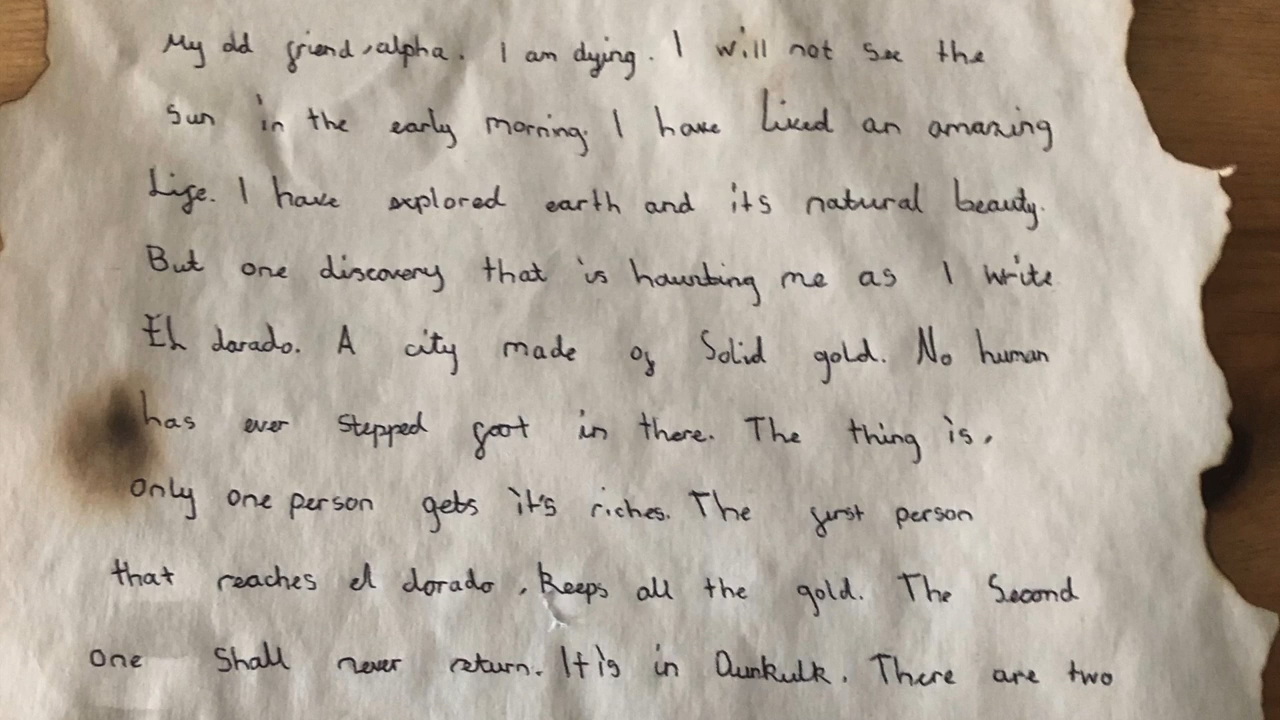 My old friend, alpha. I am dying. I will not see the
sun in the early morning. I have lived an amazing
life. I have explored earth and its natural beauty.
But one discovery that is haunting me as I write
El dorado. A city made of Solid gold. No human
has ever stepped foot in there. The thing is,
only one person gets it's riches. The first person
that reaches el dorado, keeps all the gold. The Second
one Shall never return. It is in Dunkulk. There are two